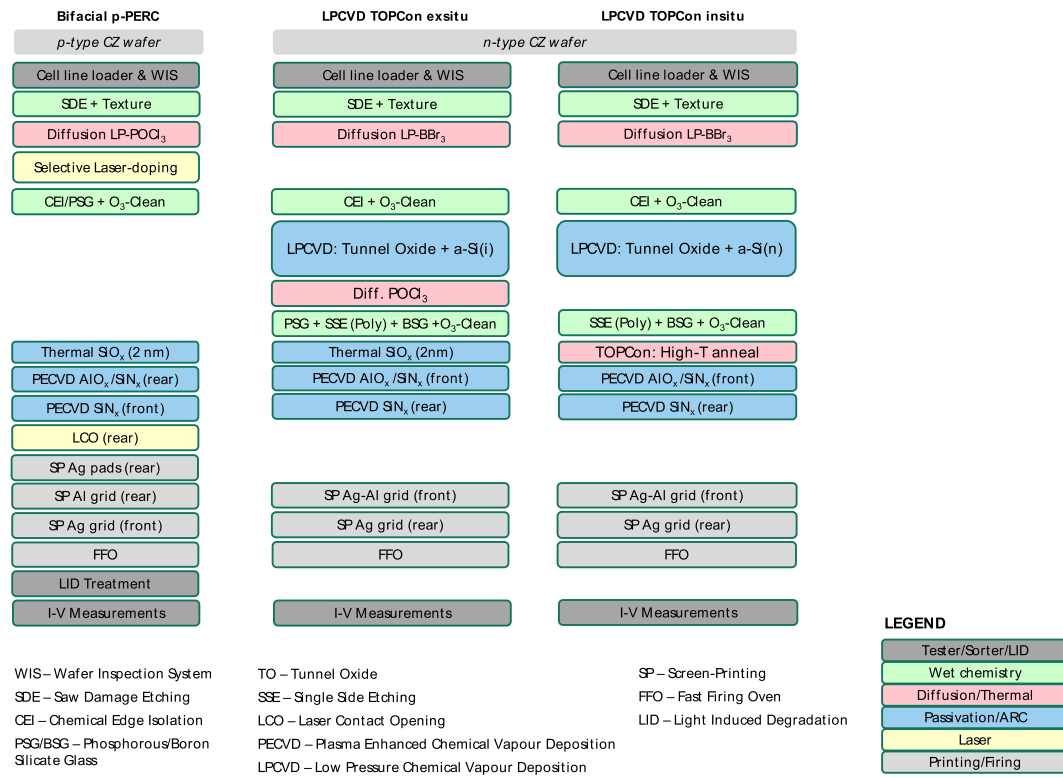 Bifacial p-PERC
LPCVD TOPCon exsitu
LPCVD TOPCon insitu
p-type CZ wafer
n-type CZ wafer
Cell line loader & WIS
Cell line loader & WIS
Cell line loader & WIS
SDE + Texture
SDE + Texture
SDE + Texture
Diffusion LP-POCl₃
Diffusion LP-BBr₃
Diffusion LP-BBr₃
Selective Laser-doping
CEI/PSG + O₃-Clean
CEI + O₃-Clean
CEI + O₃-Clean
LPCVD: Tunnel Oxide + a-Si(i)
LPCVD: Tunnel Oxide + a-Si(n)
Diff. POCl₃
PSG + SSE (Poly) + BSG +O₃-Clean
SSE (Poly) + BSG + O₃-Clean
Thermal SiOₓ (2 nm)
Thermal SiOₓ (2nm)
TOPCon: High-T anneal
PECVD AlOₓ/SiNₓ (rear)
PECVD AlOₓ/SiNₓ (front)
PECVD AlOₓ/SiNₓ (front)
PECVD SiNₓ (front)
PECVD SiNₓ (rear)
PECVD SiNₓ (rear)
LCO (rear)
SP Ag pads (rear)
SP Al grid (rear)
SP Ag-Al grid (front)
SP Ag-Al grid (front)
SP Ag grid (front)
SP Ag grid (rear)
SP Ag grid (rear)
FFO
FFO
FFO
LID Treatment
I-V Measurements
I-V Measurements
I-V Measurements
LEGEND
Tester/Sorter/LID
Wet chemistry
Diffusion/Thermal
Passivation/ARC
Laser
Printing/Firing
WIS – Wafer Inspection System
SDE – Saw Damage Etching
CEI – Chemical Edge Isolation
PSG/BSG – Phosphorous/Boron
Silicate Glass
TO – Tunnel Oxide
SSE – Single Side Etching
LCO – Laser Contact Opening
PECVD – Plasma Enhanced Chemical Vapour Deposition
LPCVD – Low Pressure Chemical Vapour Deposition
SP – Screen-Printing
FFO – Fast Firing Oven
LID – Light Induced Degradation